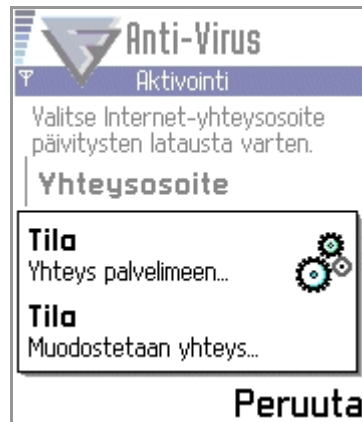 Anti-Virus
Aktivointi
Valitse Internet-yhteysosoite
päivitysten latausta varten.
Yhteysosoite
Tila
Yhteys palvelimeen...
Tila
Muodostetaan yhteys...
Peruuta